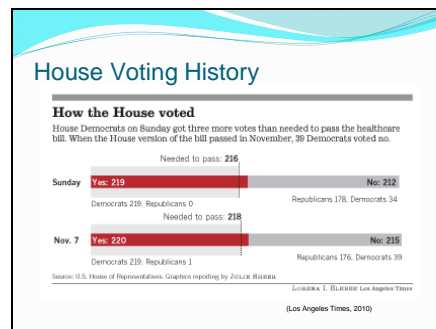 House Voting History
How the House voted
House Democrats on Sunday got three more votes than needed to pass the healthcare
bill. When the House version of the bill passed in November, 39 Democrats voted no.
Needed to pass: 216
Sunday Yes: 219 No: 212
Democrats 219, Republicans 0 Republicans 178, Democrats 34
Needed to pass: 218
Nov. 7 Yes: 220 No: 215
Democrats 219, Republicans 1 Republicans 176, Democrats 39
Source: U.S. House of Representatives. Graphics reporting by JULIE SHEER
LORENA I. Los Angeles Times
(Los Angeles Times, 2010)